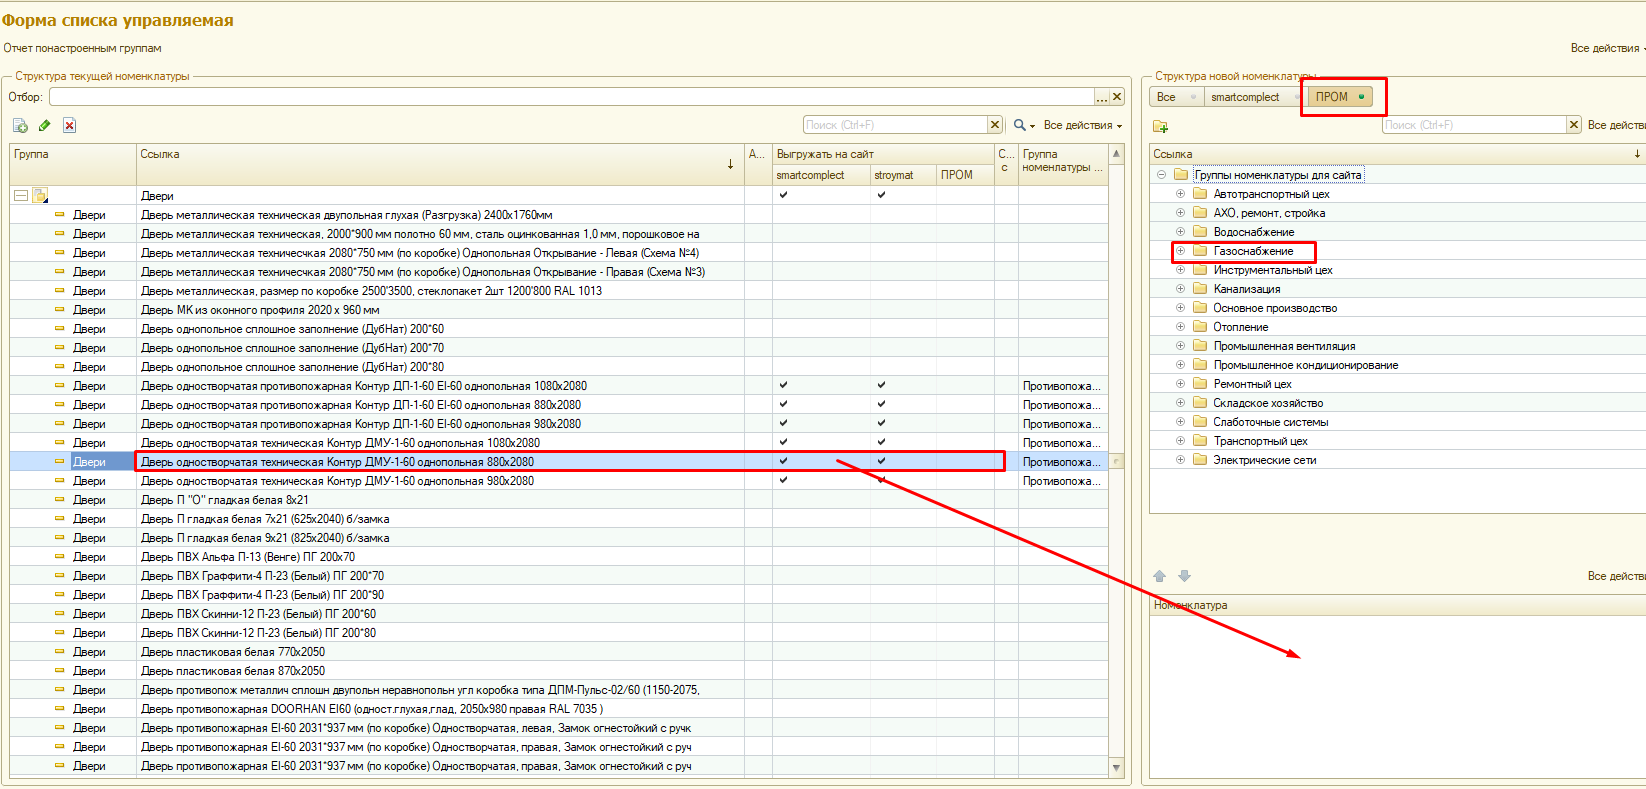 Форма списка управляемая
Отчет понастроенным группам
Все действия
Структура текущей номенклатуры
Отбор:
Поиск (Ctrl+F)
Все действия
Группа Ссылка А... Выгружать на сайт С... с Группа номенклатуры ...
smartcomplect stroymat ПРОМ
Двери
Двери Дверь металлическая техническая двупольная глухая (Разгрузка) 2400х1760мм
Двери Дверь металлическая техническая, 2000*900 мм полотно 60 мм, сталь оцинкованная 1,0 мм, порошковое на
Двери Дверь металлическая техничесчкая 2080*750 мм (по коробке) Однопольная Открывание - Левая (Схема №4)
Двери Дверь металлическая техничесчкая 2080*750 мм (по коробке) Однопольная Открывание - Правая (Схема №3)
Двери Дверь металлическая, размер по коробке 2500'3500, стеклопакет 2шт 1200'800 RAL 1013
Двери Дверь МК из оконного профиля 2020 х 960 мм
Двери Дверь однопольное сплошное заполнение (ДубНат) 200*60
Двери Дверь однопольное сплошное заполнение (ДубНат) 200*70
Двери Дверь однопольное сплошное заполнение (ДубНат) 200*80
Двери Дверь одностворчатая противопожарная Контур ДП-1-60 EI-60 однопольная 1080х2080 Противопожа...
Двери Дверь одностворчатая противопожарная Контур ДП-1-60 EI-60 однопольная 880х2080 Противопожа...
Двери Дверь одностворчатая противопожарная Контур ДП-1-60 EI-60 однопольная 980х2080 Противопожа...
Двери Дверь одностворчатая техническая Контур ДМУ-1-60 однопольная 1080х2080 Противопожа...
Двери Дверь одностворчатая техническая Контур ДМУ-1-60 однопольная 880х2080 Противопожа...
Двери Дверь одностворчатая техническая Контур ДМУ-1-60 однопольная 980х2080 Противопожа...
Двери Дверь П "О" гладкая белая 8х21
Двери Дверь П гладкая белая 7х21 (625х2040) б/замка
Двери Дверь П гладкая белая 9х21 (825х2040) б/замка
Двери Дверь ПВХ Альфа П-13 (Венге) ПГ 200х70
Двери Дверь ПВХ Граффити-4 П-23 (Белый) ПГ 200*70
Двери Дверь ПВХ Граффити-4 П-23 (Белый) ПГ 200*90
Двери Дверь ПВХ Скинни-12 П-23 (Белый) ПГ 200*60
Двери Дверь ПВХ Скинни-12 П-23 (Белый) ПГ 200*80
Двери Дверь пластиковая белая 770х2050
Двери Дверь пластиковая белая 870х2050
Двери Дверь противопож металлич сплошн двупольн неравнопольн угл коробка типа ДПМ-Пульс-02/60 (1150-2075,
Двери Дверь противопожарная DOORHAN EI60 (одност.глухая,глад, 2050х980 правая RAL 7035 )
Двери Дверь противопожарная EI-60 2031*937 мм (по коробке) Одностворчатая, левая, Замок огнестойкий с ручк
Двери Дверь противопожарная EI-60 2031*937 мм (по коробке) Одностворчатая, правая, Замок огнестойкий с руч
Двери Дверь противопожарная EI-60 2031*937 мм (по коробке) Одностворчатая, правая, Замок огнестойкий с руч
Структура новой номенклатуры
Все smartcomplect ПРОМ
Поиск (Ctrl+F)
Все действи
Ссылка
Группы номенклатуры для сайта
Автотранспортный цех
АХО, ремонт, стройка
Водоснабжение
Газоснабжение
Инструментальный цех
Канализация
Основное производство
Отопление
Промышленная вентиляция
Промышленное кондиционирование
Ремонтный цех
Складское хозяйство
Слаботочные системы
Транспортный цех
Электрические сети
Все действи
Номенклатура